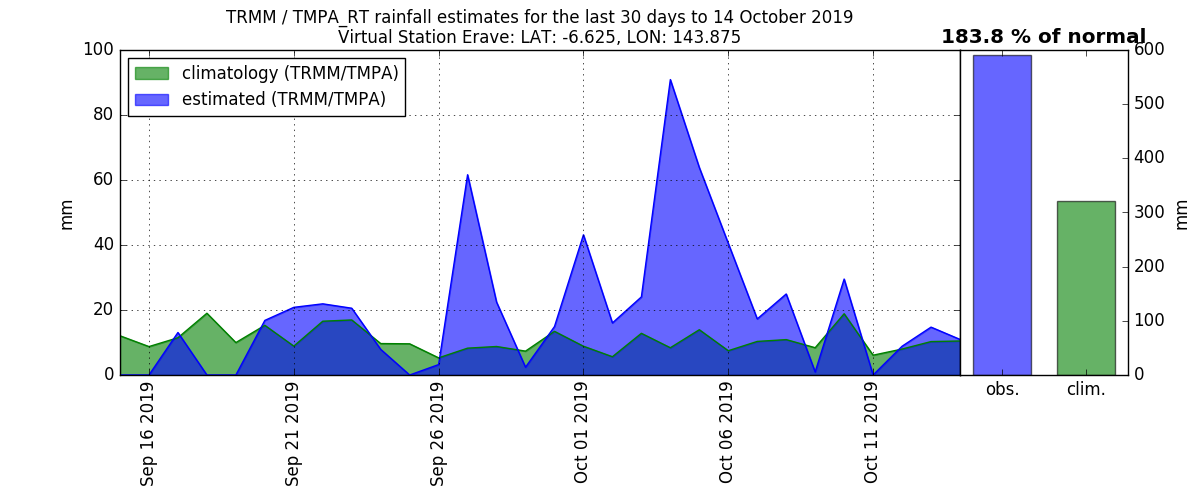 TRMM / TMPA_RT rainfall estimates for the last 30 days to 14 October 2019
Virtual Station Erave: LAT: -6.625, LON: 143.875
183.8 % of normal
climatology (TRMM/TMPA)
estimated (TRMM/TMPA)
100
80
60
40
20
0
mm
Sep 16 2019
Sep 21 2019
Sep 26 2019
Oct 01 2019
Oct 06 2019
Oct 11 2019
600
500
400
300
200
100
0
mm
obs.
clim.